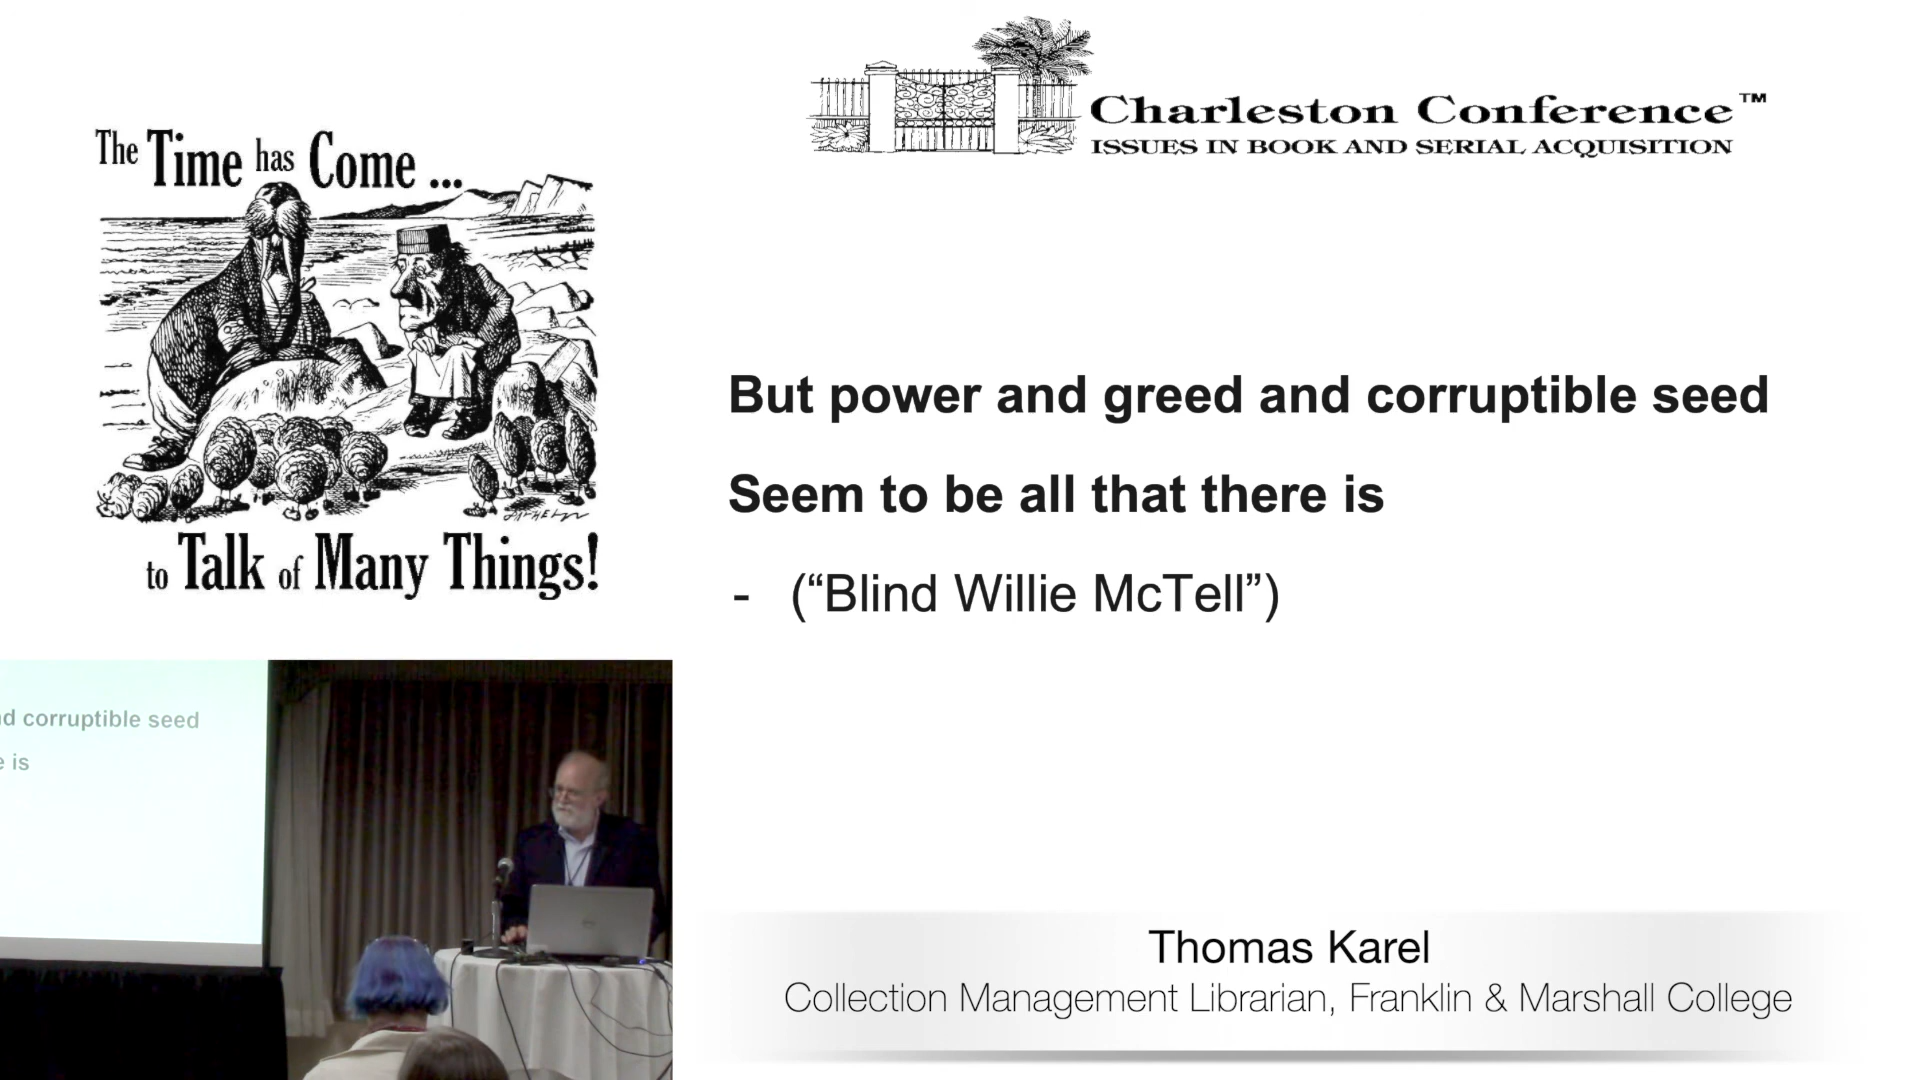 The Time has Come ...
to Talk of Many Things!
Charleston Conference™
ISSUES IN BOOK AND SERIAL ACQUISITION
But power and greed and corruptible seed
Seem to be all that there is
- (“Blind Willie McTell”)
d corruptible seed
e is
Thomas Karel
Collection Management Librarian, Franklin & Marshall College